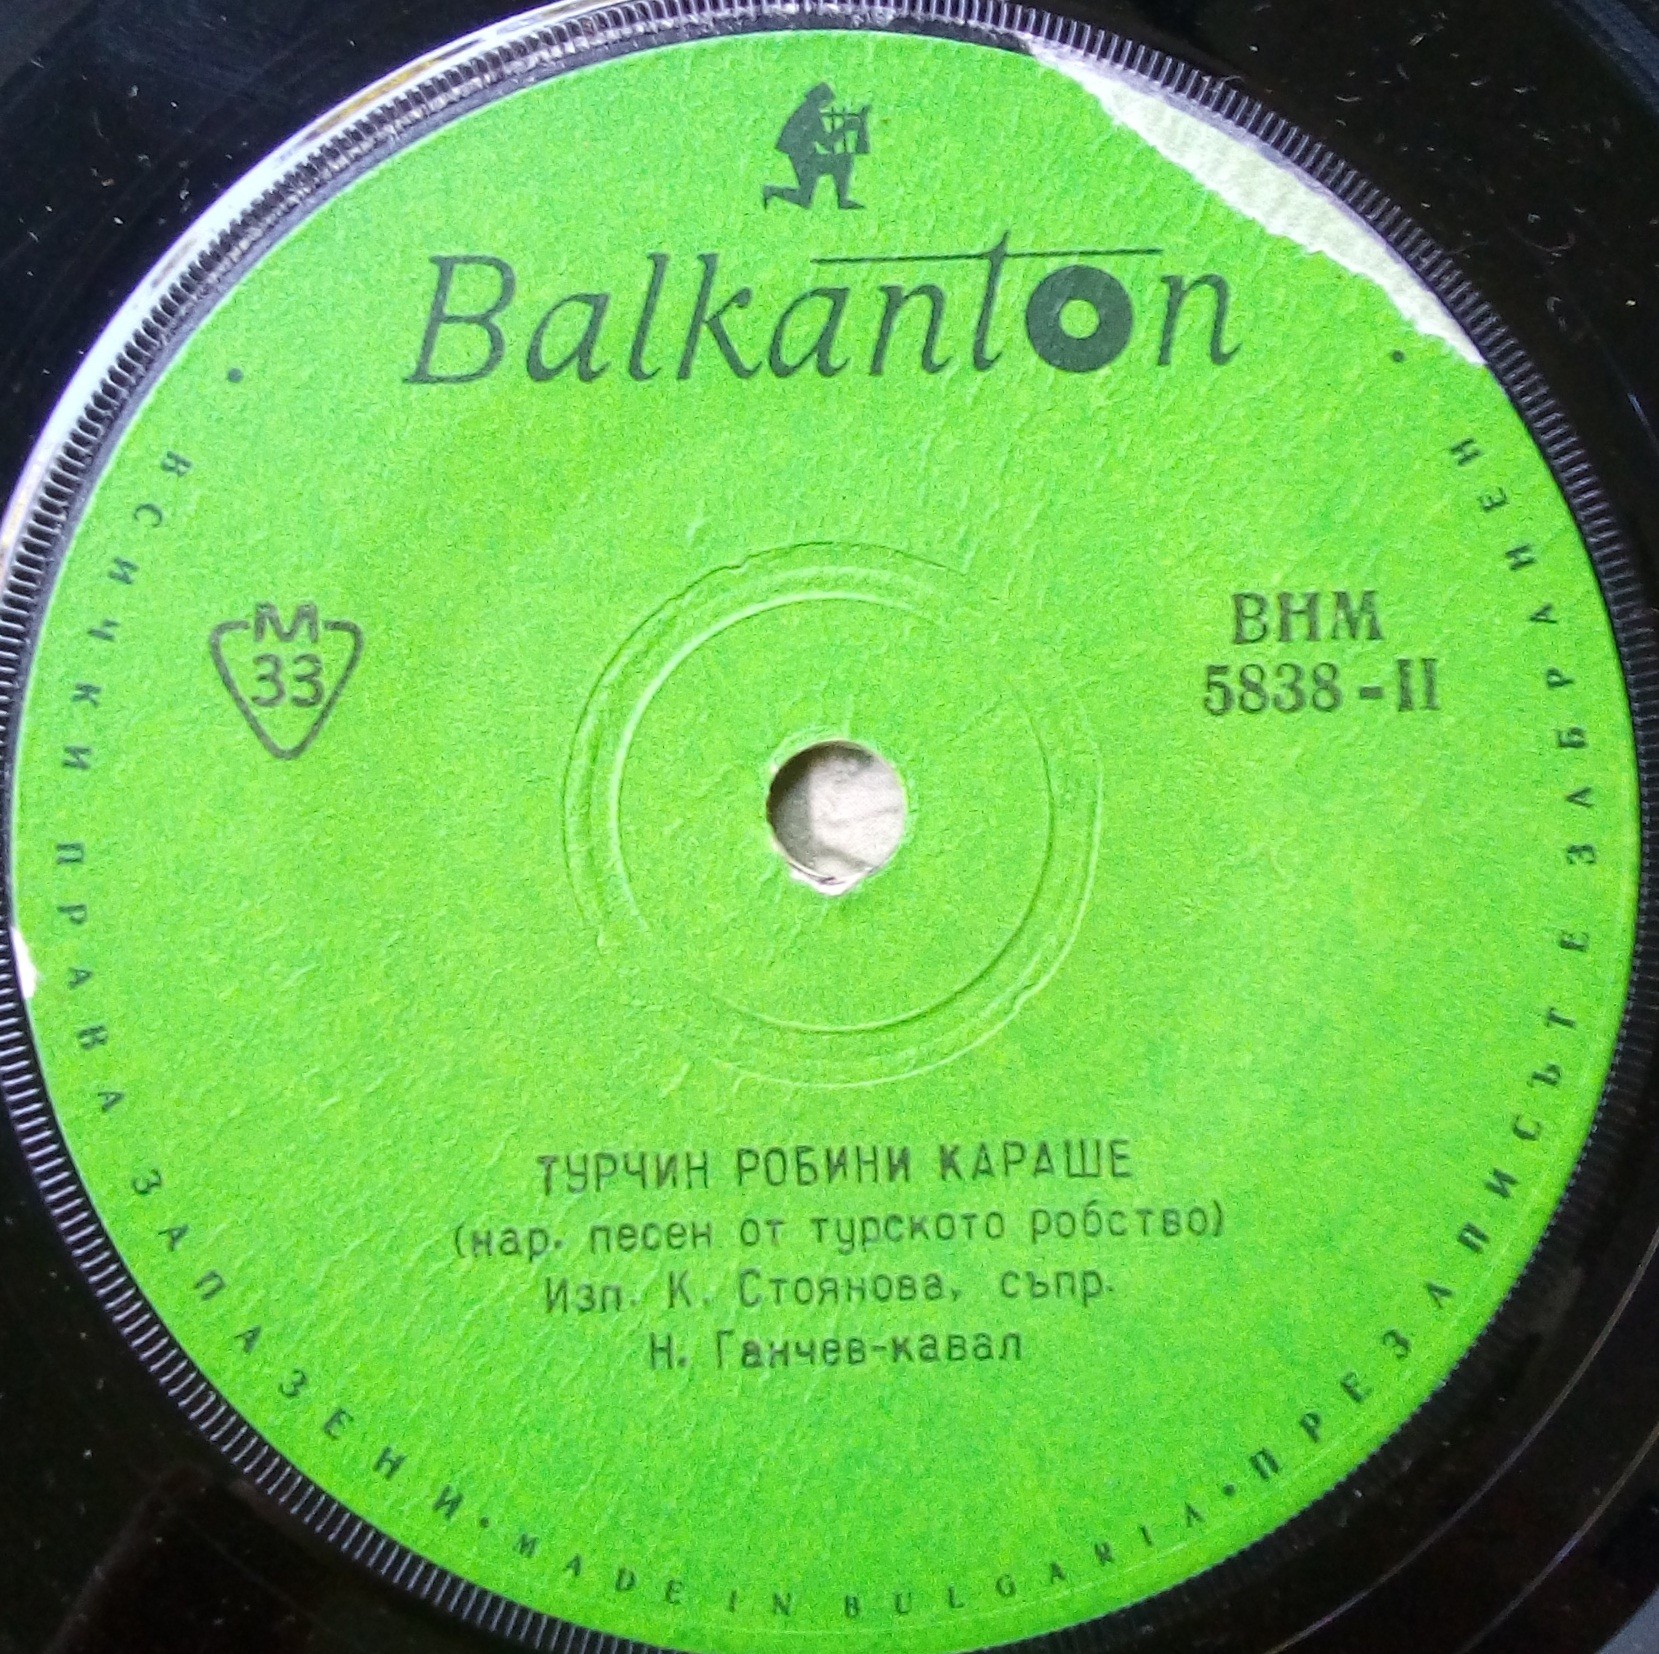 Balkanton
M
33
ВНМ
5838-II
ТУРЧИН РОБИНИ КАРАШЕ
(нар. песен от турското робство)
Изп. К. Стоянова, съпр.
Н. Ганчев-кавал
• ВСИЧКИ ПРАВА ЗАПАЗЕНИ • MADE IN BULGARIA • ПРЕЗАПИСЪТ Е ЗАБРАНЕН •